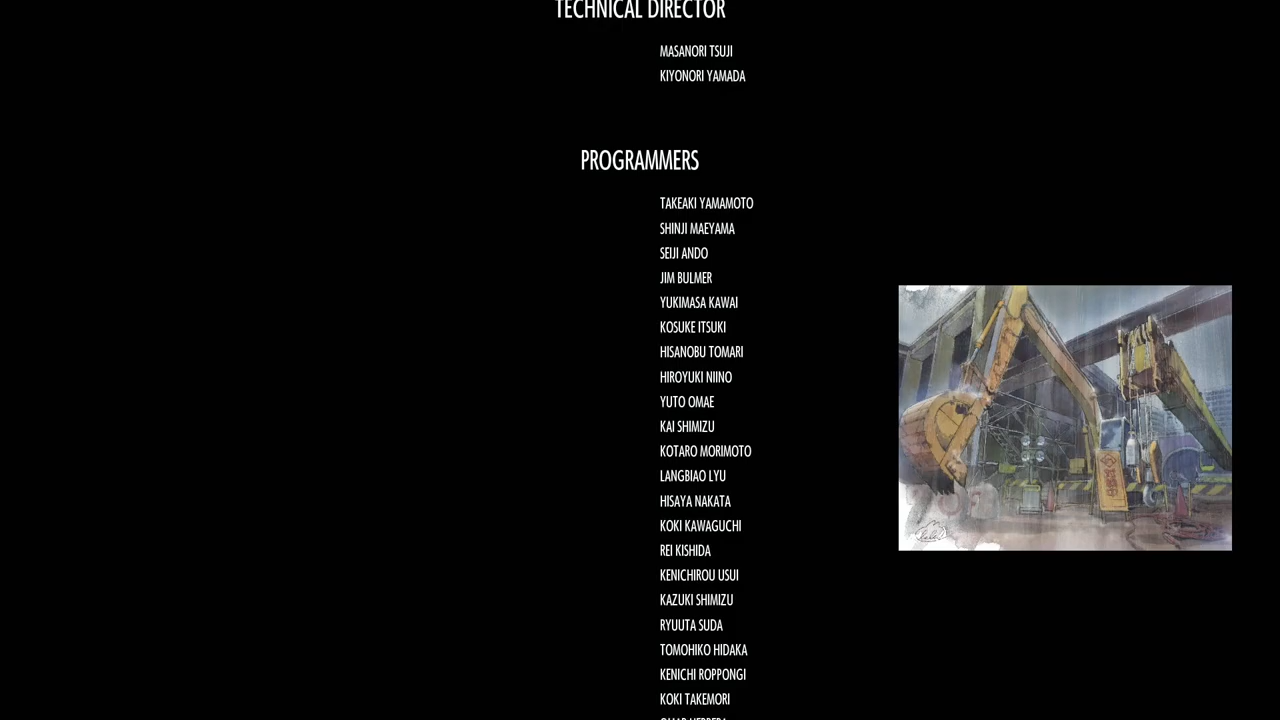 TECHNICAL DIRECTOR
MASANORI TSUJI
KIYONORI YAMADA
PROGRAMMERS
TAKEAKI YAMAMOTO
SHINJI MAEYAMA
SEIJI ANDO
JIM BULMER
YUKIMASA KAWAI
KOSUKE ITSUKI
HISANOBU TOMARI
HIROYUKI NIINO
YUTO OMAE
KAI SHIMIZU
KOTARO MORIMOTO
LANGBIAO LYU
HISAYA NAKATA
KOKI KAWAGUCHI
REI KISHIDA
KENICHIROU USUI
KAZUKI SHIMIZU
RYUUTA SUDA
TOMOHIKO HIDAKA
KENICHI ROPPONGI
KOKI TAKEMORI